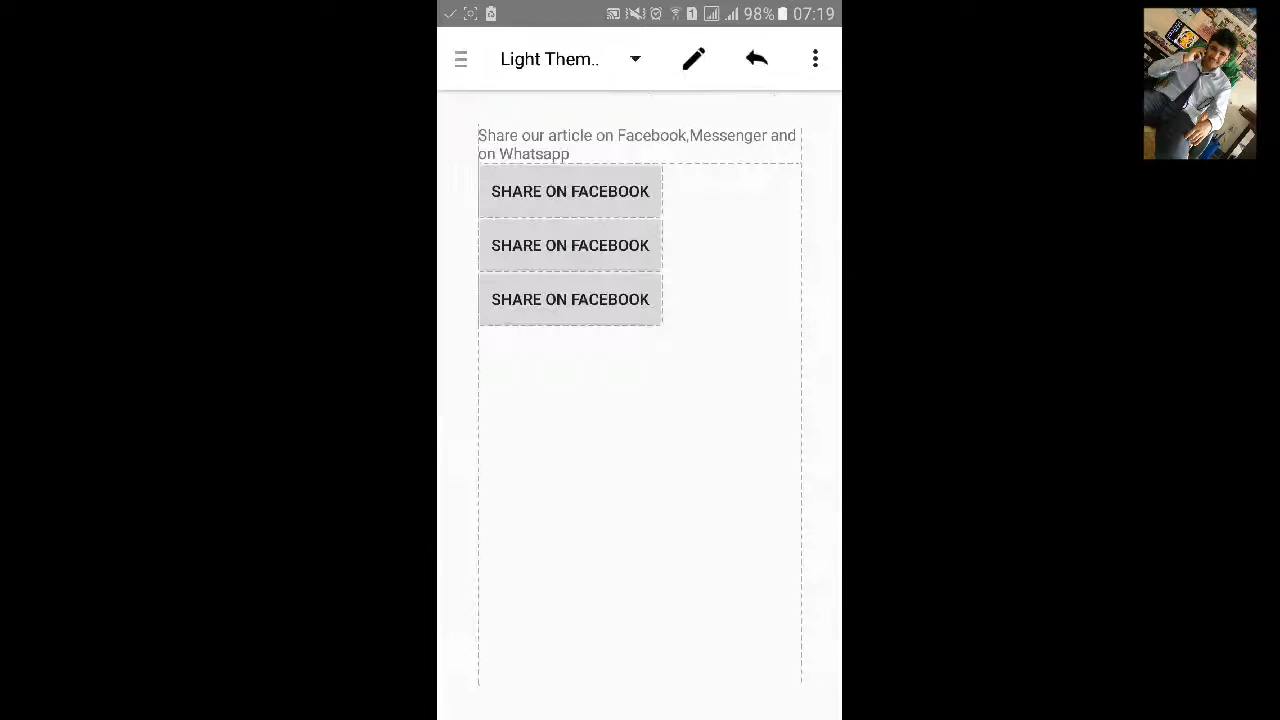 98% 07:19
Light Them..
Share our article on Facebook,Messenger and
on Whatsapp
SHARE ON FACEBOOK
SHARE ON FACEBOOK
SHARE ON FACEBOOK